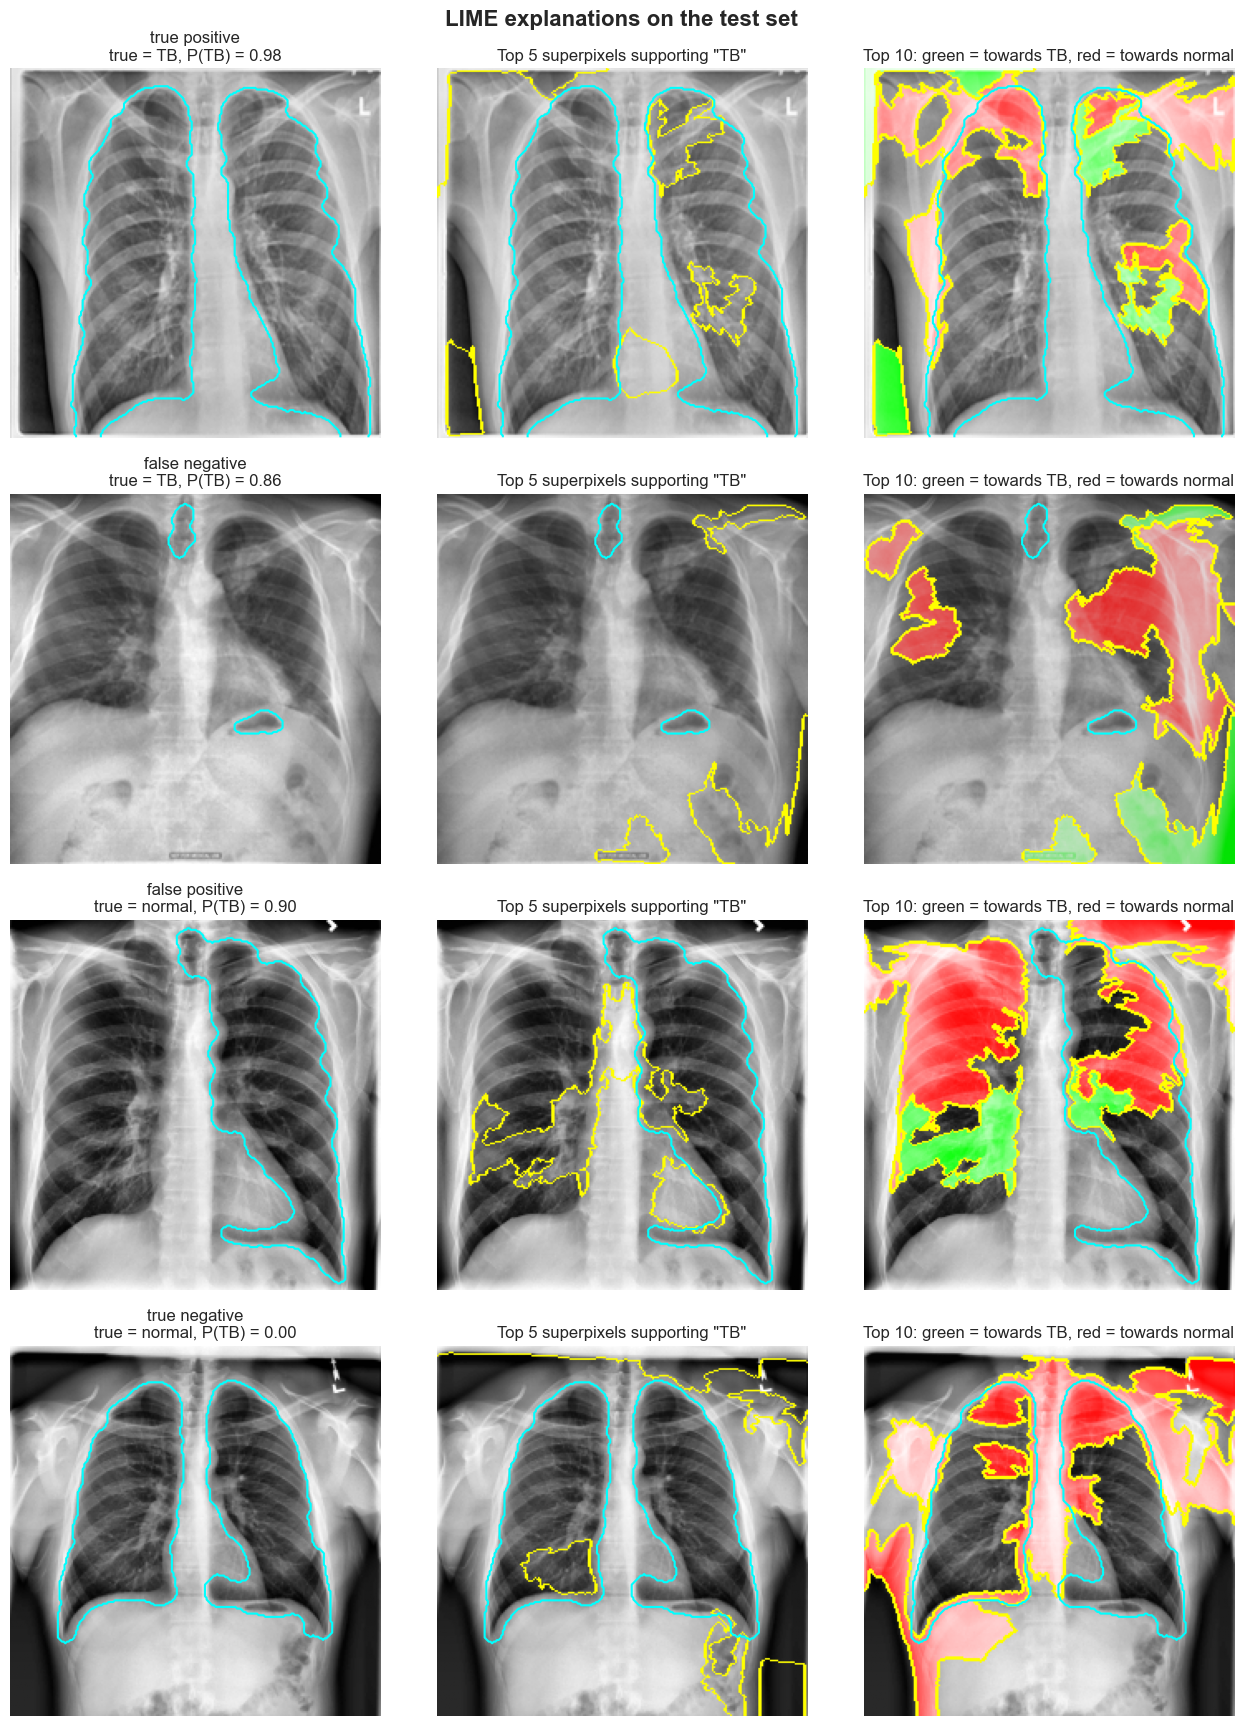 LIME explanations on the test set
true positive
true = TB, P(TB) = 0.98
Top 5 superpixels supporting "TB"
Top 10: green = towards TB, red = towards normal
L
L
false negative
true = TB, P(TB) = 0.86
Top 5 superpixels supporting "TB"
Top 10: green = towards TB, red = towards normal
false positive
true = normal, P(TB) = 0.90
Top 5 superpixels supporting "TB"
Top 10: green = towards TB, red = towards normal
true negative
true = normal, P(TB) = 0.00
Top 5 superpixels supporting "TB"
Top 10: green = towards TB, red = towards normal